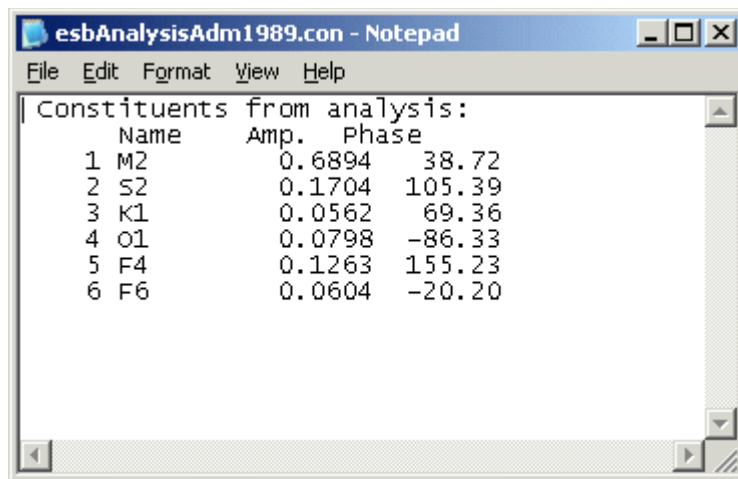 esbAnalysisAdm1989.con - Notepad
File Edit Format View Help
Constituents from analysis:
Name Amp. Phase
1 M2 0.6894 38.72
2 S2 0.1704 105.39
3 K1 0.0562 69.36
4 O1 0.0798 -86.33
5 F4 0.1263 155.23
6 F6 0.0604 -20.20